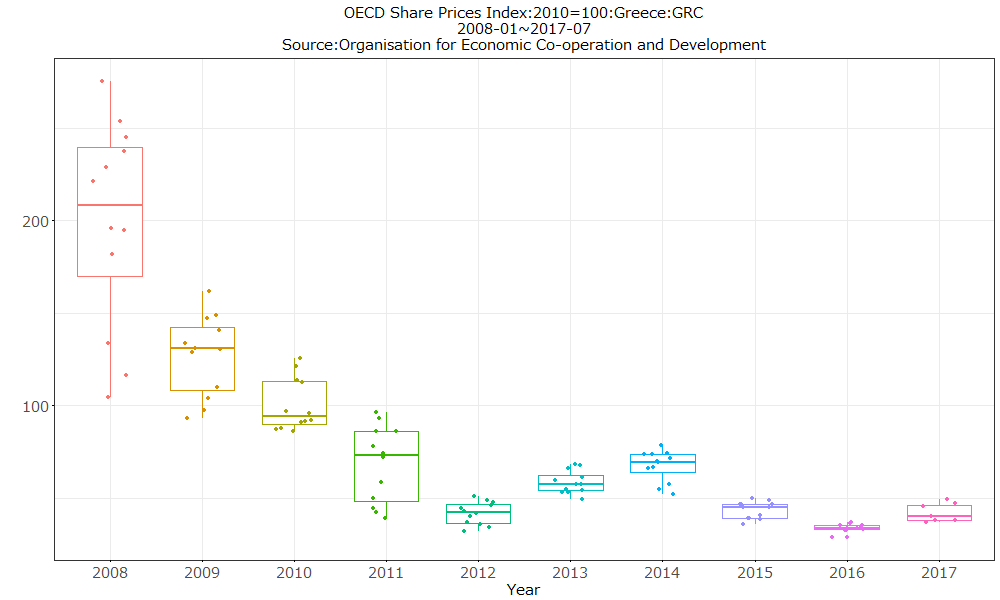 OECD Share Prices Index:2010=100:Greece:GRC
2008-01~2017-07
Source:Organisation for Economic Co-operation and Development
200
100
2008 2009 2010 2011 2012 2013 2014 2015 2016 2017
Year